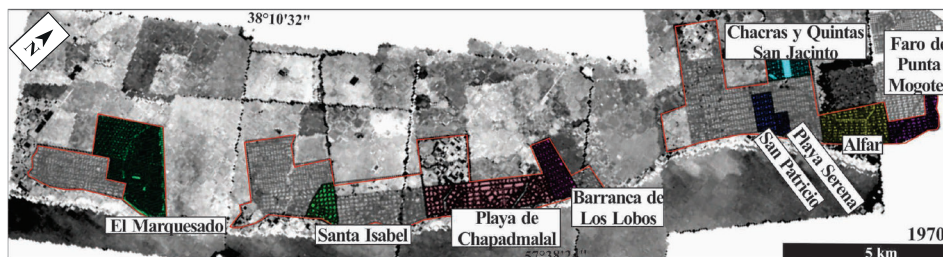 N
38°10'32"
Chacras y Quintas
San Jacinto
Faro de
Punta
Mogote
El Marquesado
Santa Isabel
Playa de
Chapadmalal
Barranca de
Los Lobos
San Patricio
Playa Serena
Alfar
1970
5 km